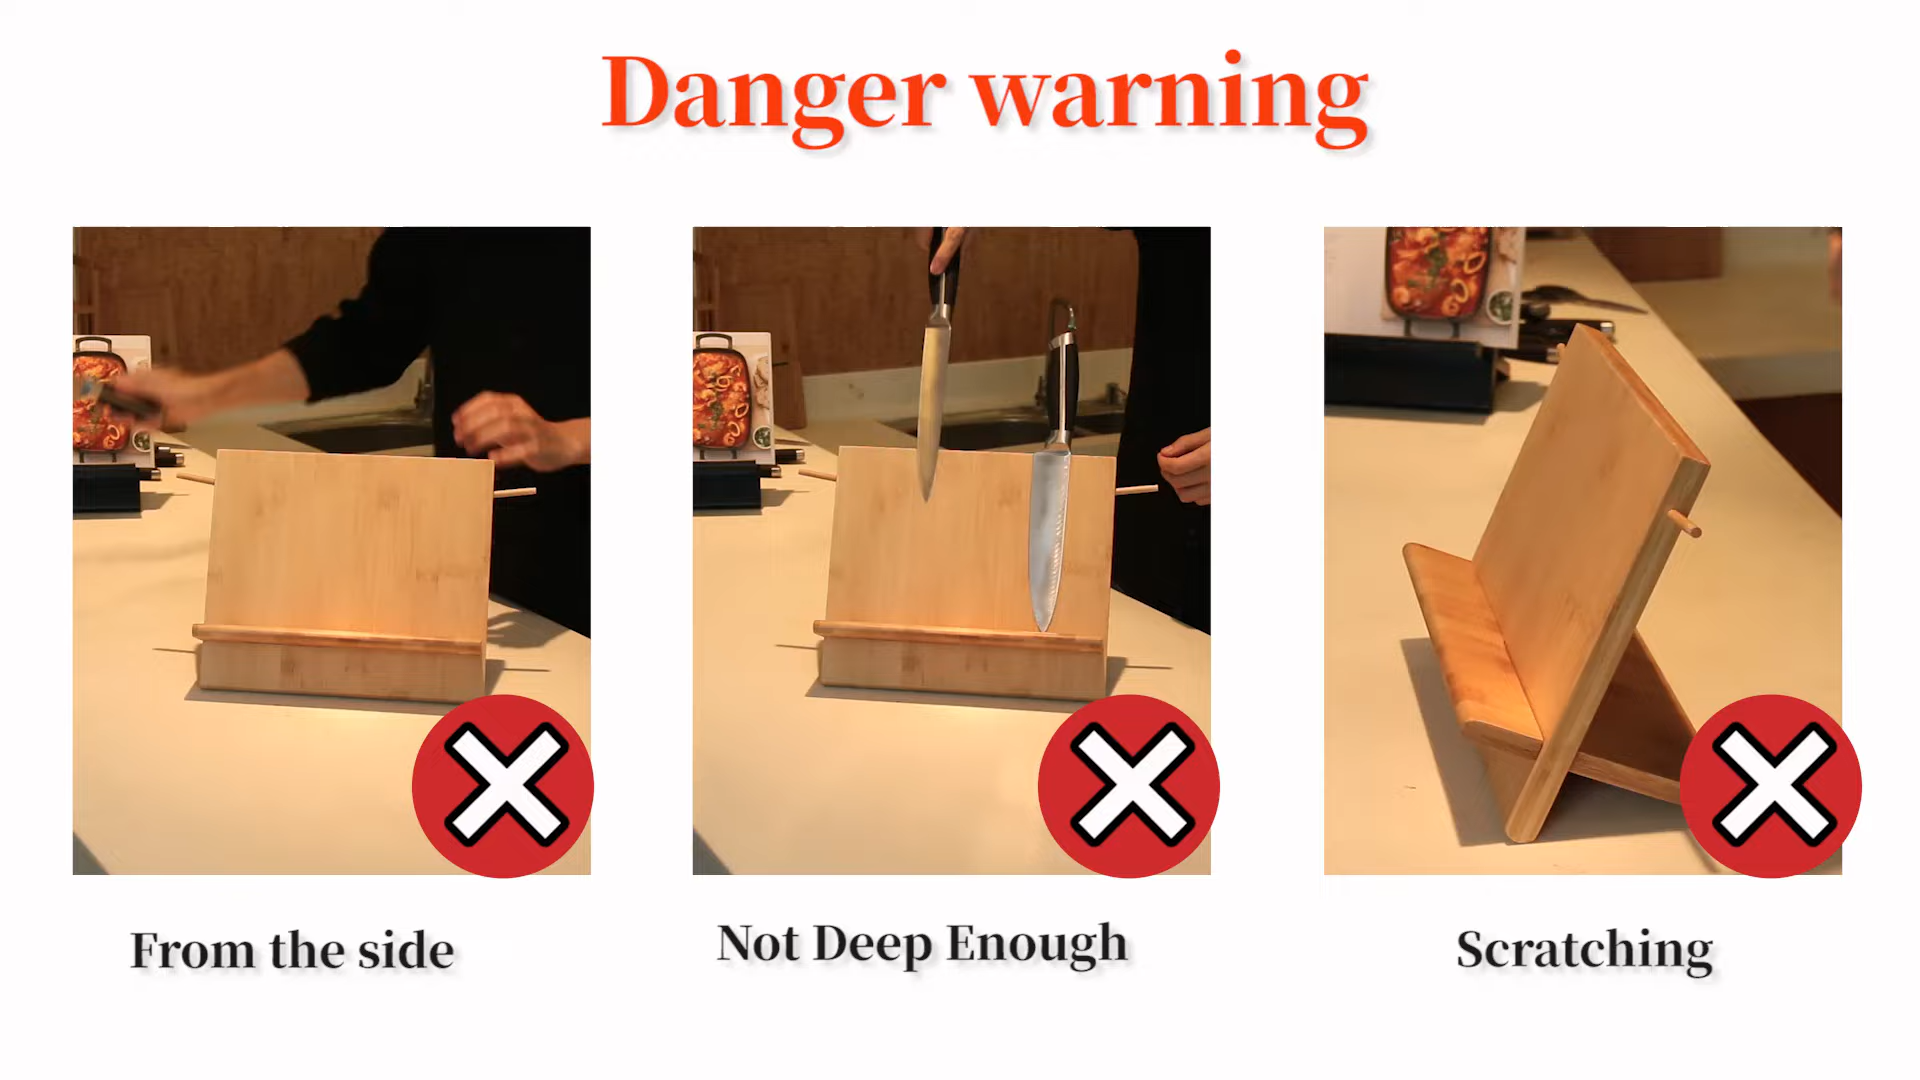 Danger warning
From the side
Not Deep Enough
Scratching